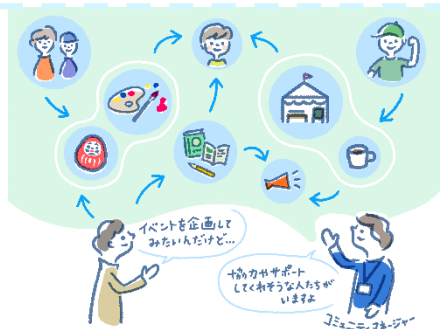 イベントを企画して
みたいんだけど…
協力やサポート
してくれそうな人たちが
いますよ
コミュニティマネージャー